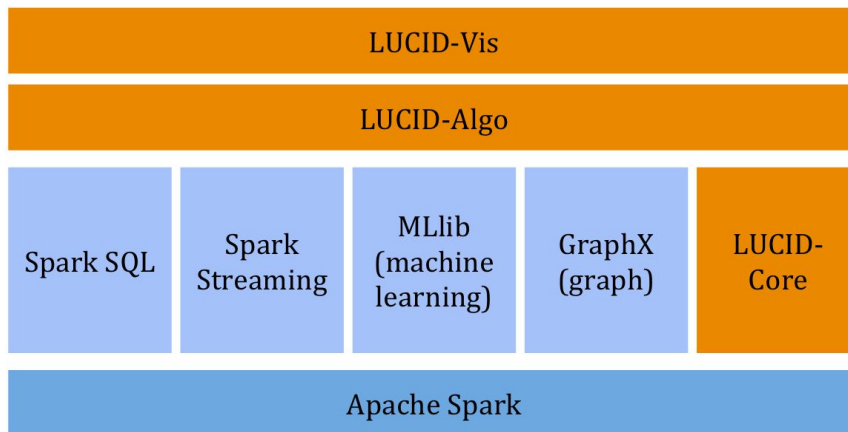 LUCID-Vis
LUCID-Algo
Spark SQL
Spark
Streaming
MLlib
(machine
learning)
GraphX
(graph)
LUCID-
Core
Apache Spark